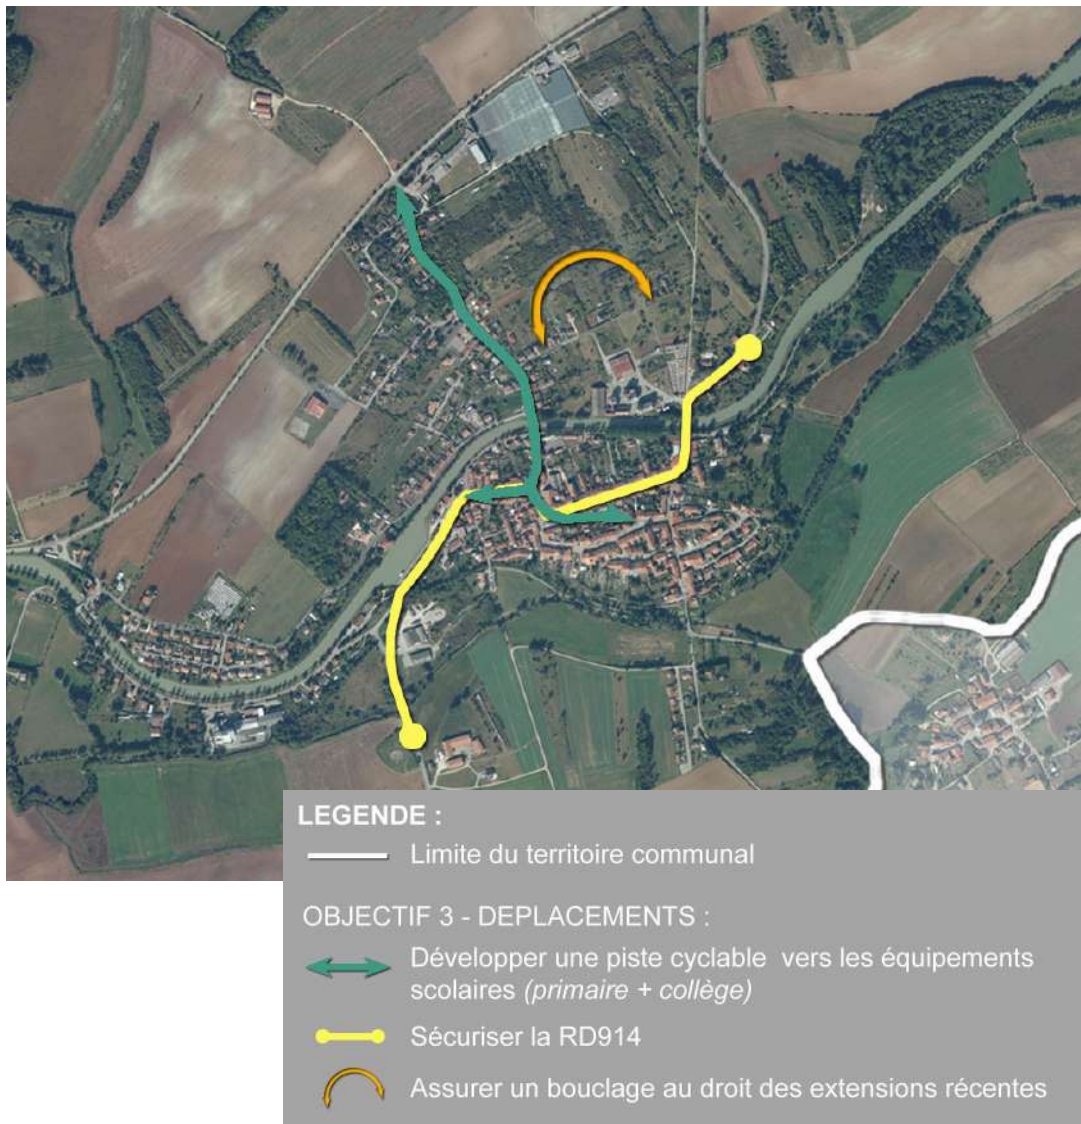 LEGENDE :
Limite du territoire communal
OBJECTIF 3 - DEPLACEMENTS :
Développer une piste cyclable vers les équipements
scolaires (primaire + collège)
Sécuriser la RD914
Assurer un bouclage au droit des extensions récentes